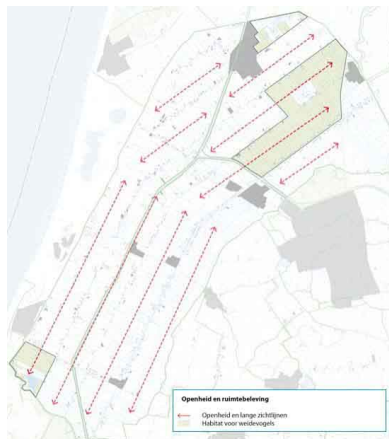 Openheid en ruimtebeleving
Openheid en lange zichtlijnen
Habitat voor weidevogels